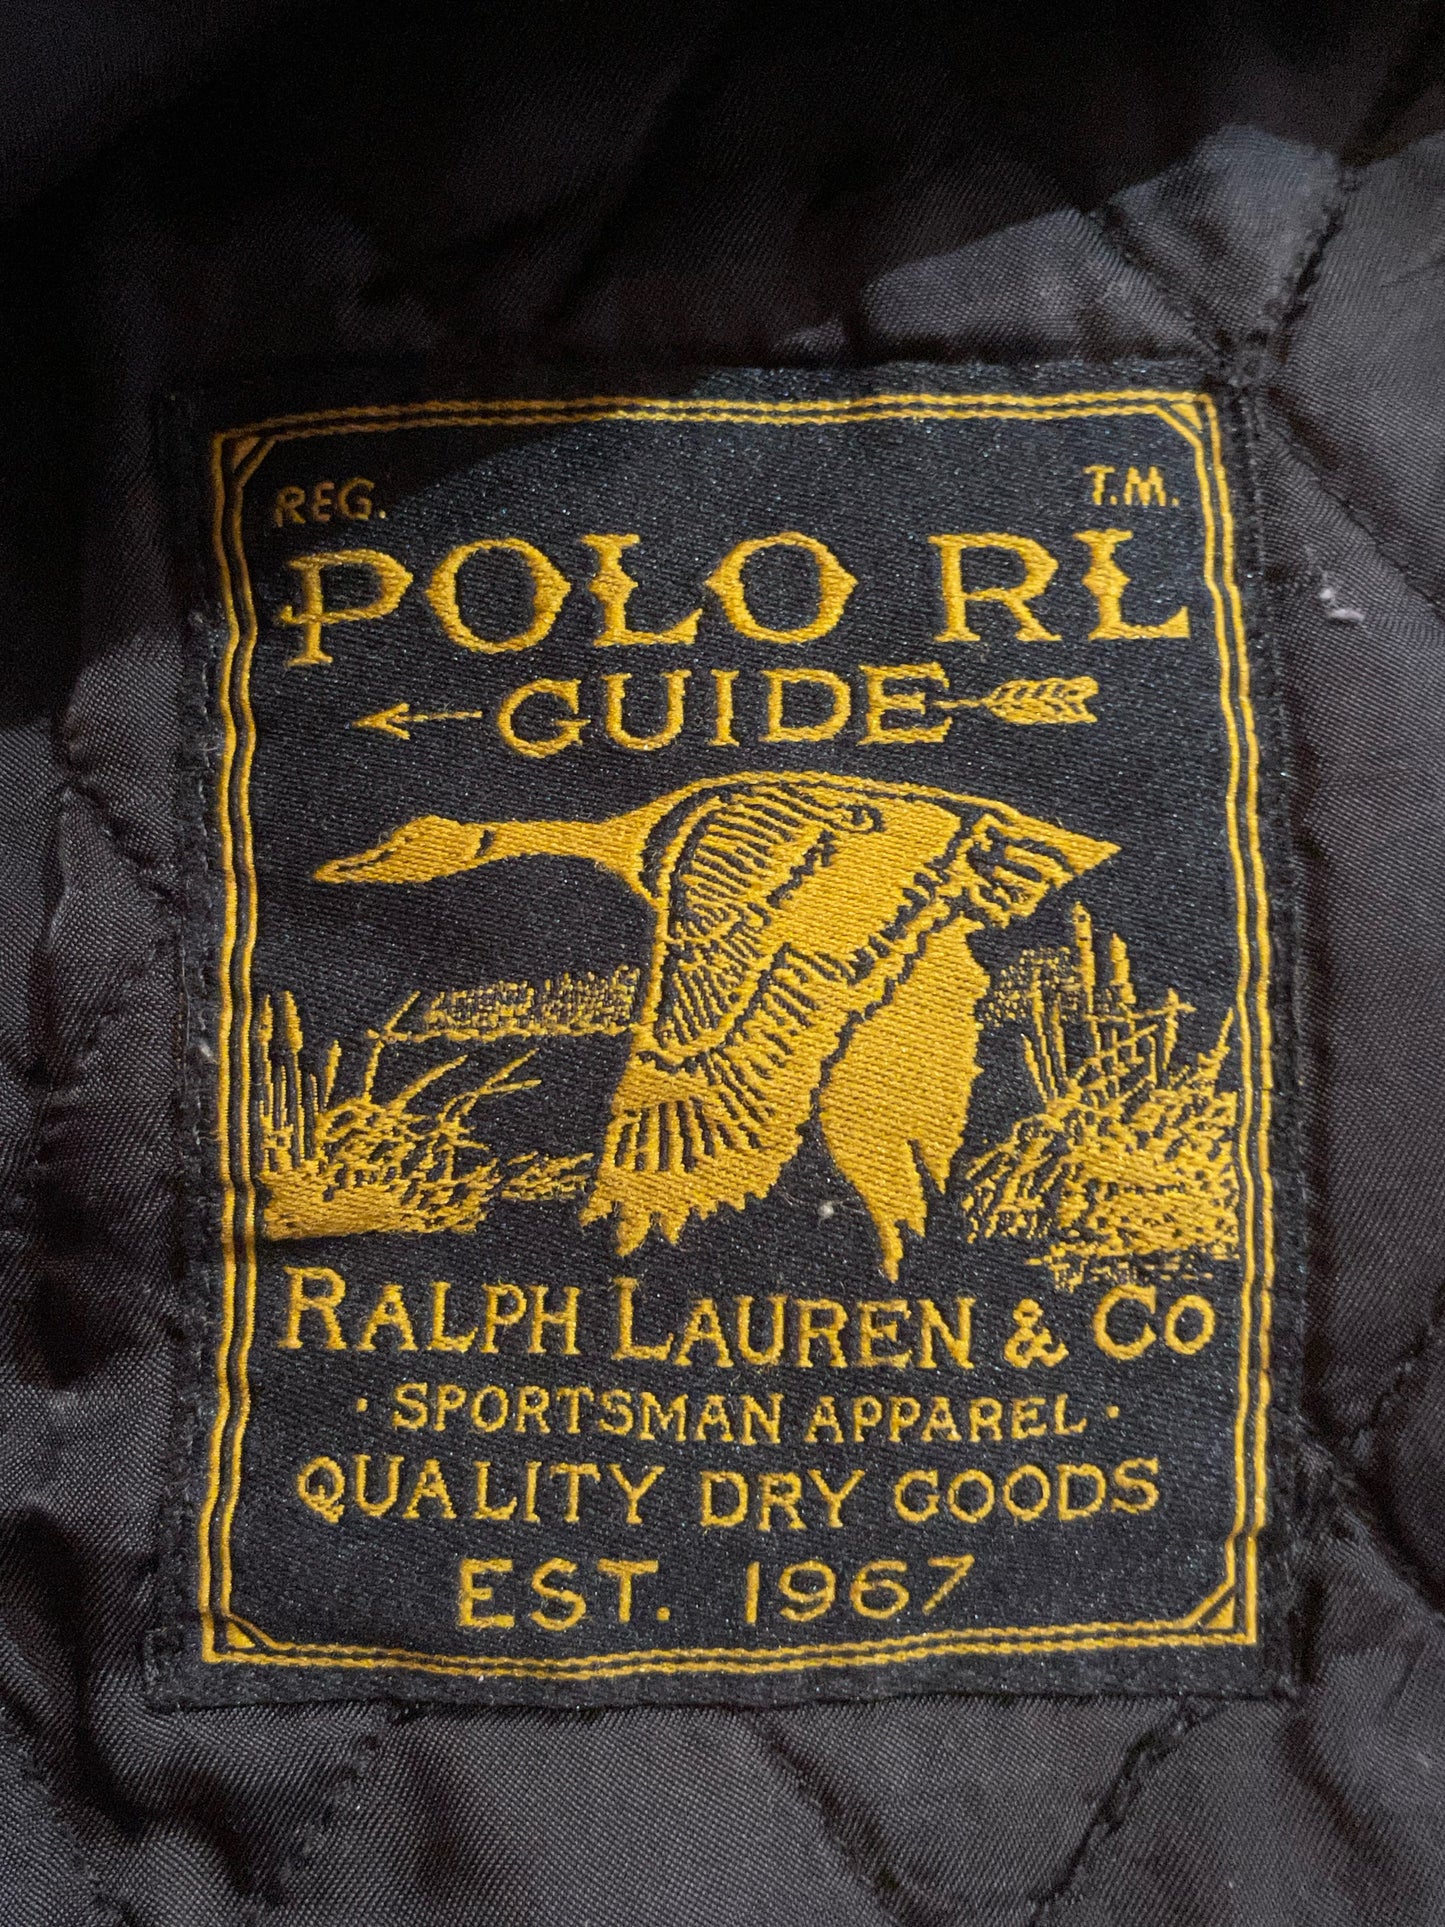 REG. T.M.
POLO RL
GUIDE
RALPH LAUREN & CO
· SPORTSMAN APPAREL ·
QUALITY DRY GOODS
EST. 1967